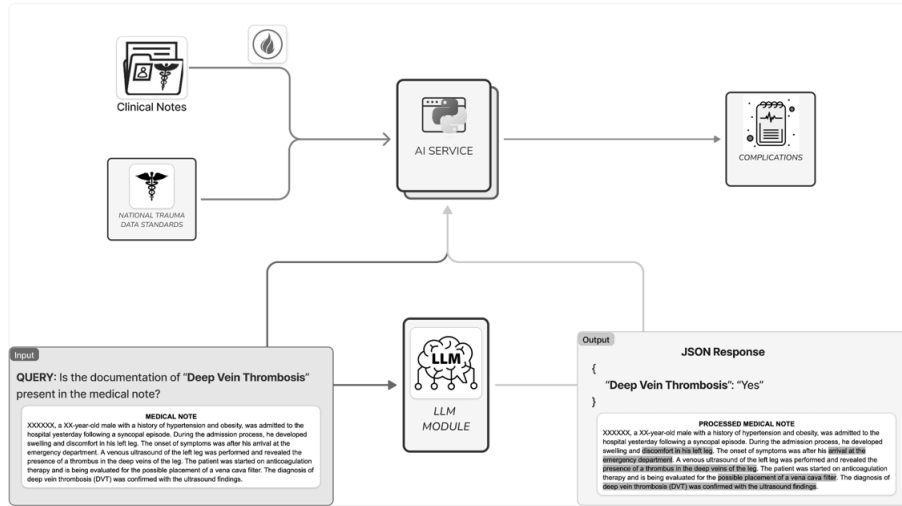 Clinical Notes
AI SERVICE
COMPLICATIONS
NATIONAL TRAUMA
DATA STANDARDS
Input
QUERY: Is the documentation of “Deep Vein Thrombosis”
present in the medical note?
MEDICAL NOTE
XXXXXX, a XX-year-old male with a history of hypertension and obesity, was admitted to the
hospital yesterday following a syncopal episode. During the admission process, he developed
swelling and discomfort in his left leg. The onset of symptoms was after his arrival at the
emergency department. A venous ultrasound of the left leg was performed and revealed the
presence of a thrombus in the deep veins of the leg. The patient was started on anticoagulation
therapy and is being evaluated for the possible placement of a vena cava filter. The diagnosis of
deep vein thrombosis (DVT) was confirmed with the ultrasound findings.
LLM
LLM
MODULE
Output
JSON Response
{
“Deep Vein Thrombosis”: “Yes”
}
PROCESSED MEDICAL NOTE
XXXXXX, a XX-year-old male with a history of hypertension and obesity, was admitted to the
hospital yesterday following a syncopal episode. During the admission process, he developed
swelling and discomfort in his left leg. The onset of symptoms was after his arrival at the
emergency department. A venous ultrasound of the left leg was performed and revealed the
presence of a thrombus in the deep veins of the leg. The patient was started on anticoagulation
therapy and is being evaluated for the possible placement of a vena cava filter. The diagnosis of
deep vein thrombosis (DVT) was confirmed with the ultrasound findings.